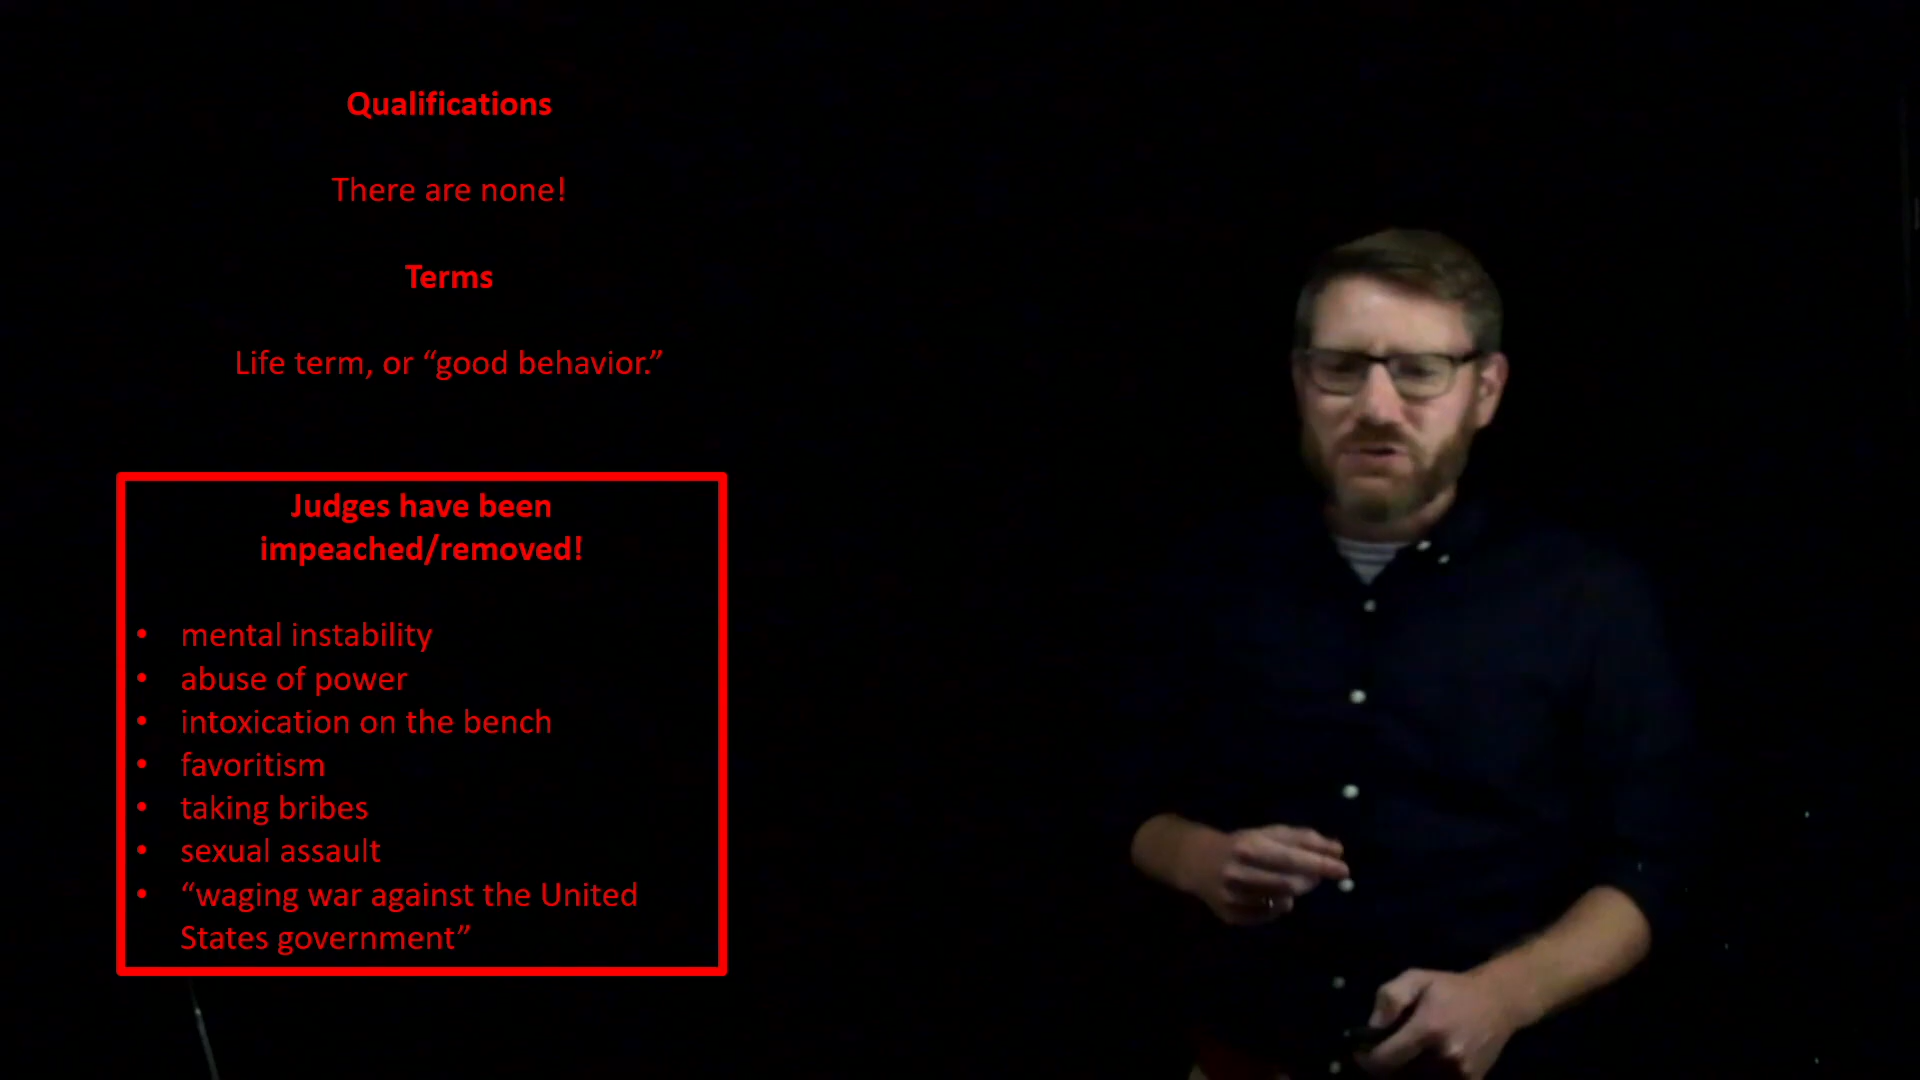 Qualifications
There are none!
Terms
Life term, or “good behavior.”
Judges have been
impeached/removed!
• mental instability
• abuse of power
• intoxication on the bench
• favoritism
• taking bribes
• sexual assault
• “waging war against the United
States government”